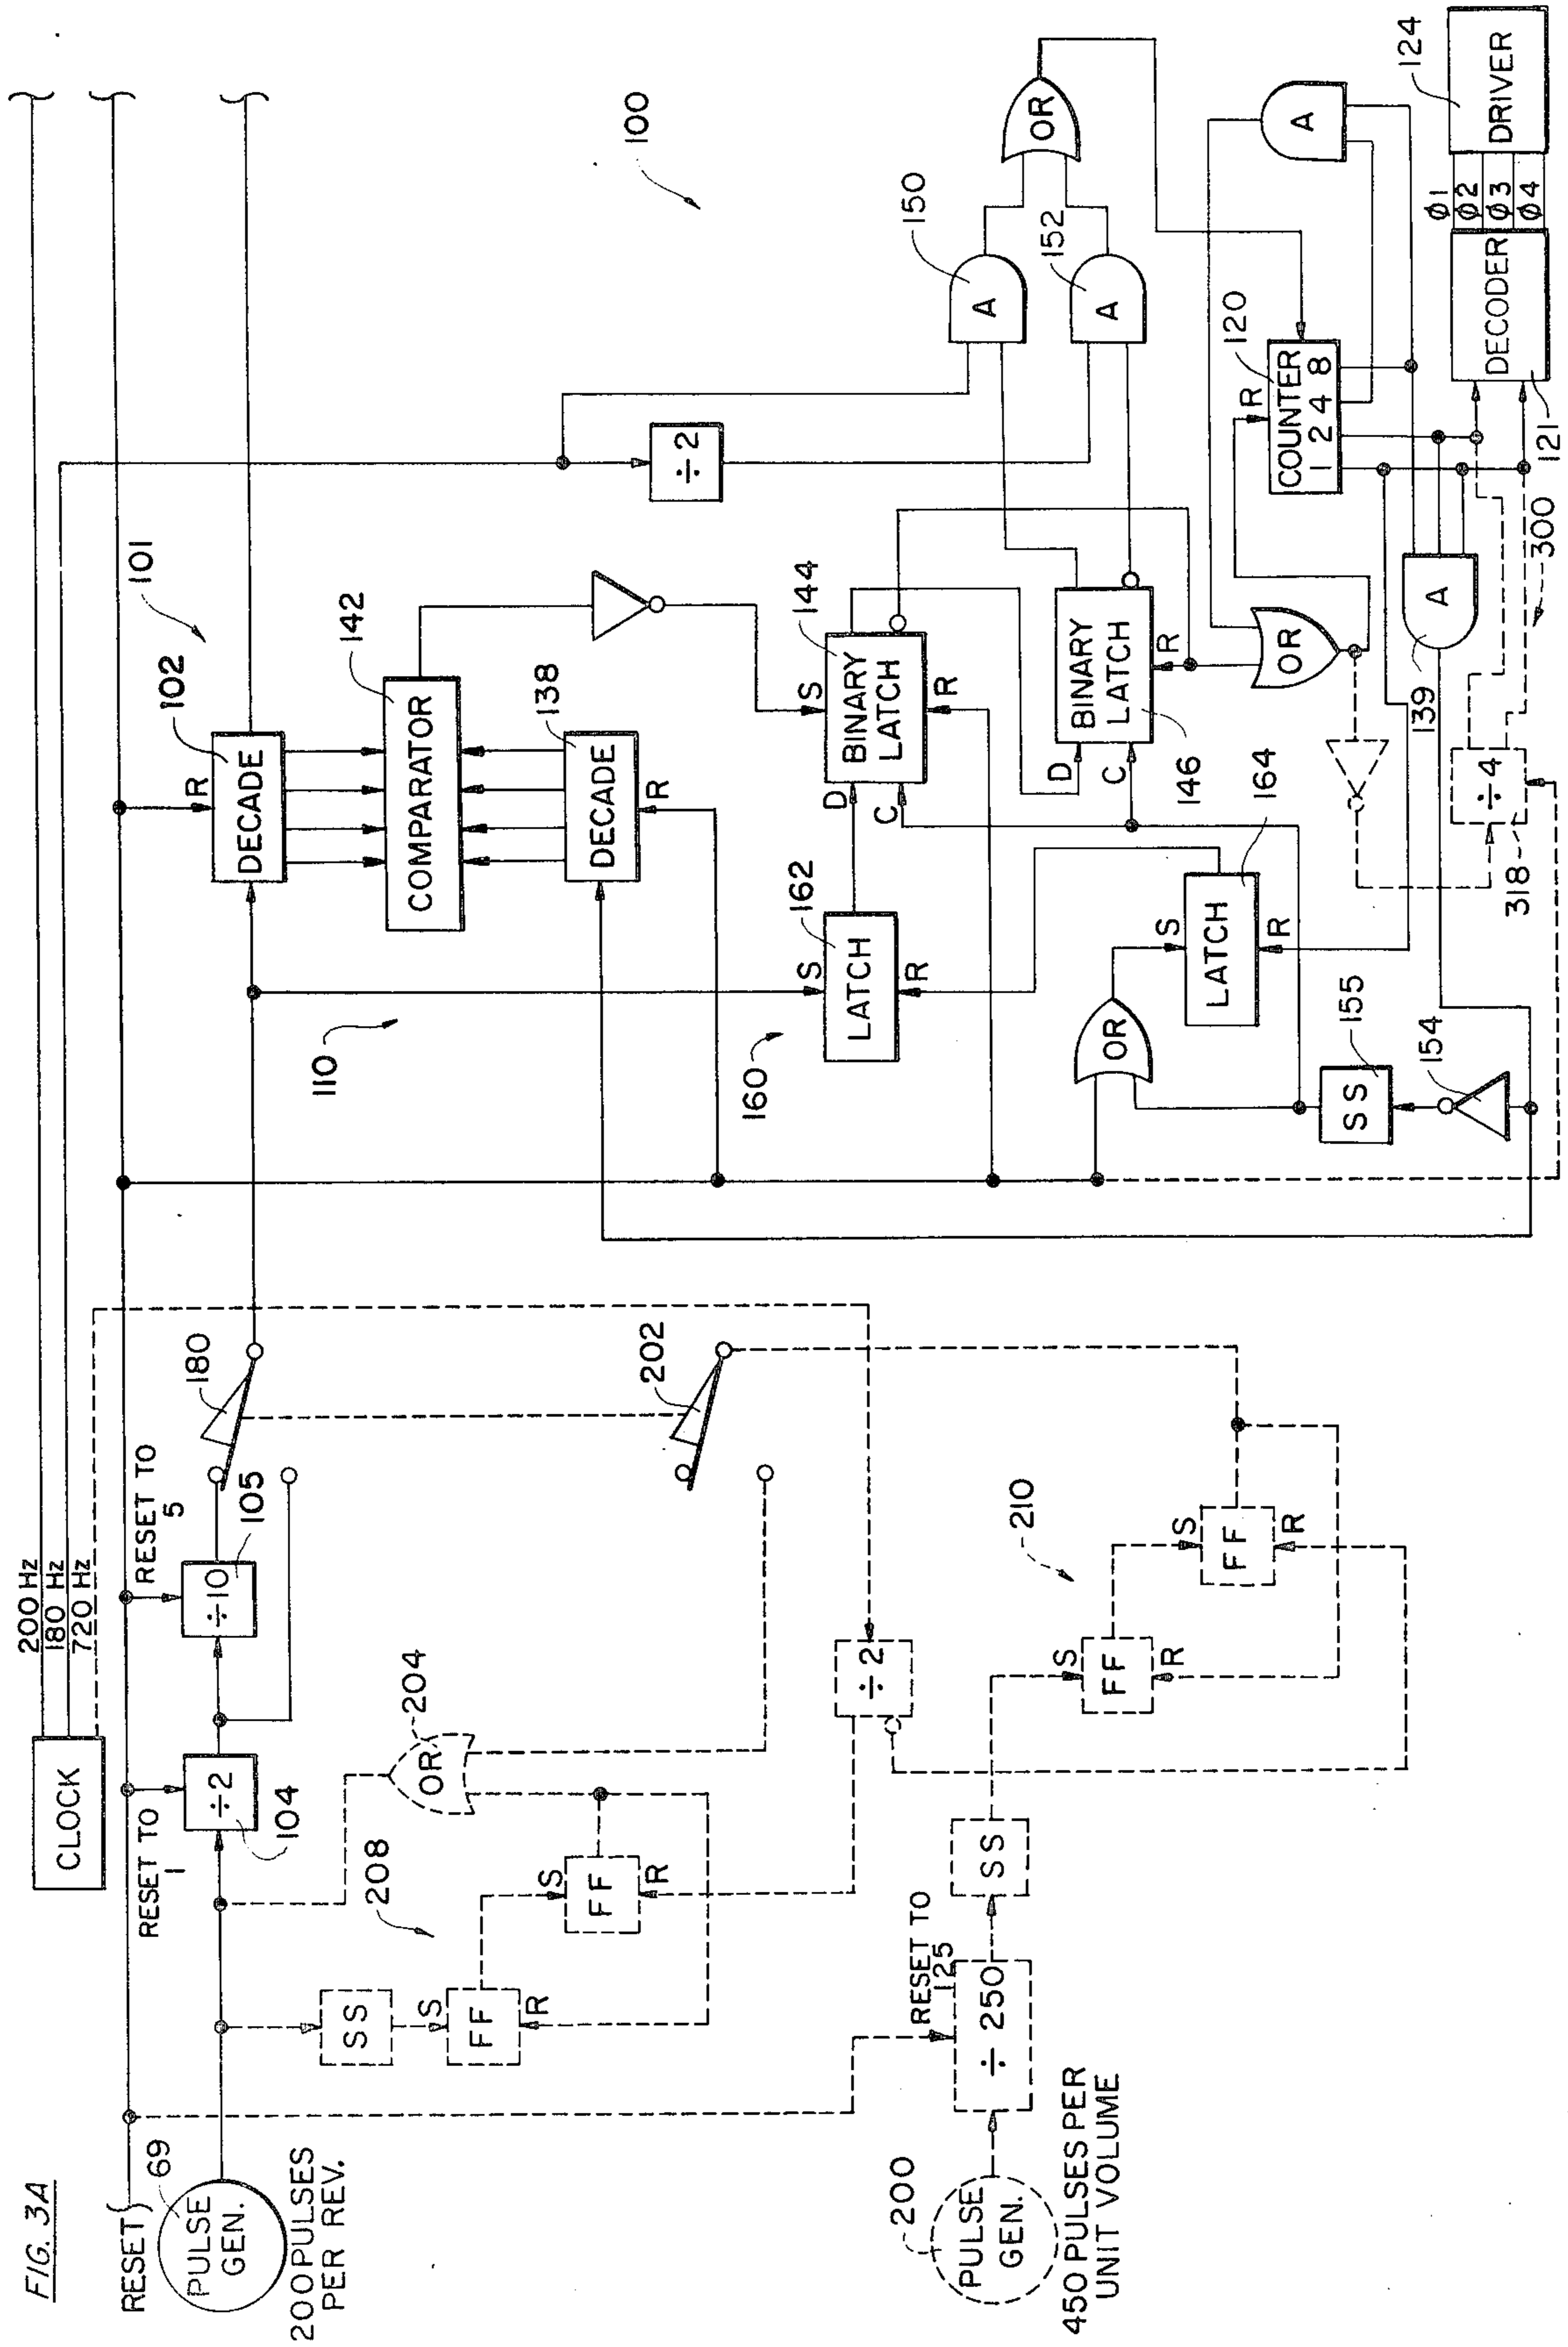 FIG. 3A
RESET
PULSE
GEN.
69
200 PULSES
PER REV.
CLOCK
200 Hz
180 Hz
720 Hz
RESET TO
1
÷2
104
RESET TO
5
÷10
105
180
202
OR
204
208
SS
S
FF
R
S
FF
R
200
PULSE
GEN.
450 PULSES PER
UNIT VOLUME
RESET TO
125
÷ 250
SS
÷ 2
210
S
FF
R
S
FF
R
101
102
R
DECADE
110
142
COMPARATOR
138
DECADE
R
÷ 2
100
150
A
152
A
OR
160
162
S
LATCH
R
144
S
D
BINARY
LATCH
C
R
D
BINARY
LATCH
C
R
146
164
S
LATCH
R
OR
SS
155
154
OR
A
120
R
COUNTER
1 2 4 8
A
139
÷ 4
318
300
DECODER
121
Ø1
Ø2
Ø3
Ø4
DRIVER
124